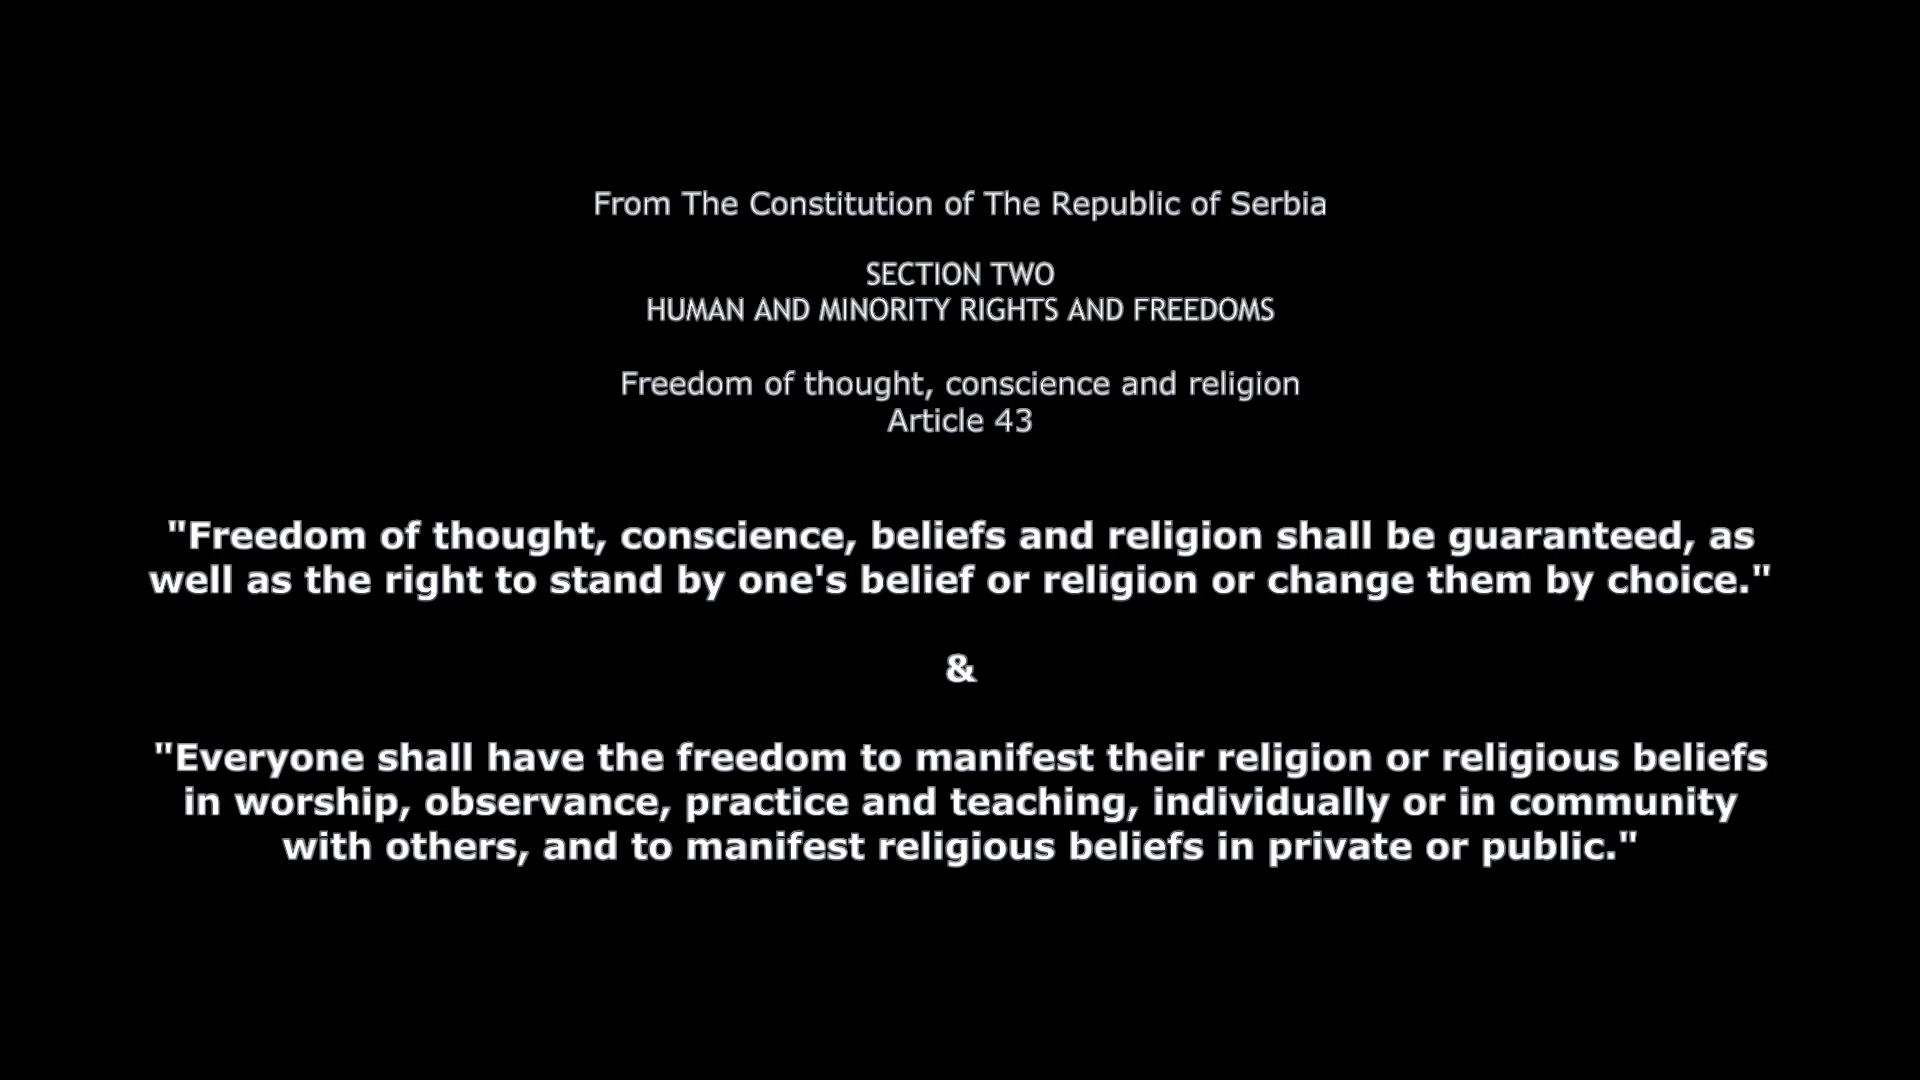 From The Constitution of The Republic of Serbia
SECTION TWO
HUMAN AND MINORITY RIGHTS AND FREEDOMS
Freedom of thought, conscience and religion
Article 43
"Freedom of thought, conscience, beliefs and religion shall be guaranteed, as
well as the right to stand by one's belief or religion or change them by choice."
&
"Everyone shall have the freedom to manifest their religion or religious beliefs
in worship, observance, practice and teaching, individually or in community
with others, and to manifest religious beliefs in private or public."